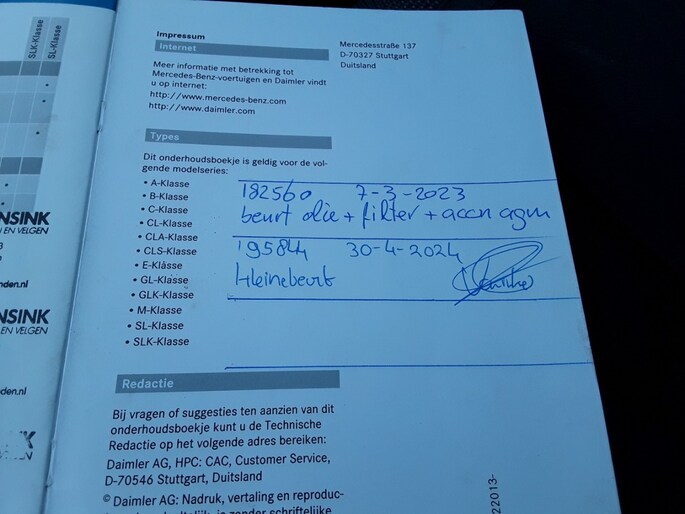 SLK-Klasse
SL-Klasse
NSINK
EN VELGEN
den.nl
NSINK
EN VELGEN
den.nl
Impressum
Internet
Meer informatie met betrekking tot
Mercedes-Benz-voertuigen en Daimler vindt
u op internet:
http://www.mercedes-benz.com
http://www.daimler.com
Mercedesstraße 137
D-70327 Stuttgart
Duitsland
Types
Dit onderhoudsboekje is geldig voor de vol-
gende modelseries:
• A-Klasse
• B-Klasse
• C-Klasse
• CL-Klasse
• CLA-Klasse
• CLS-Klasse
• E-Klasse
• GL-Klasse
• GLK-Klasse
• M-Klasse
• SL-Klasse
• SLK-Klasse
182560 7-3-2023
beurt olie + filter + accu agm
195844 30-4-2024
Kleinebeurt
Redactie
Bij vragen of suggesties ten aanzien van dit
onderhoudsboekje kunt u de Technische
Redactie op het volgende adres bereiken:
Daimler AG, HPC: CAC, Customer Service,
D-70546 Stuttgart, Duitsland
© Daimler AG: Nadruk, vertaling en reproduc-
is zonder schriftelijke
22013-